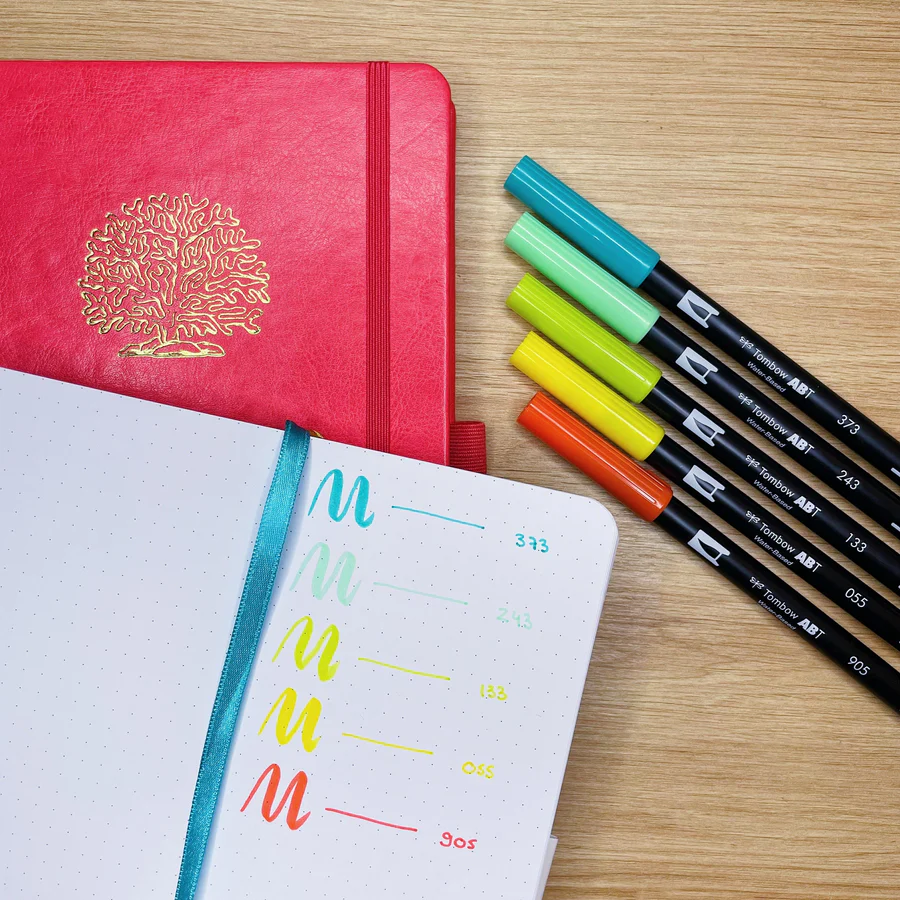 373
243
133
055
905
Tombow ABT
Water-Based
373
Tombow ABT
Water-Based
243
Tombow ABT
Water-Based
133
Tombow ABT
Water-Based
055
Tombow ABT
Water-Based
905